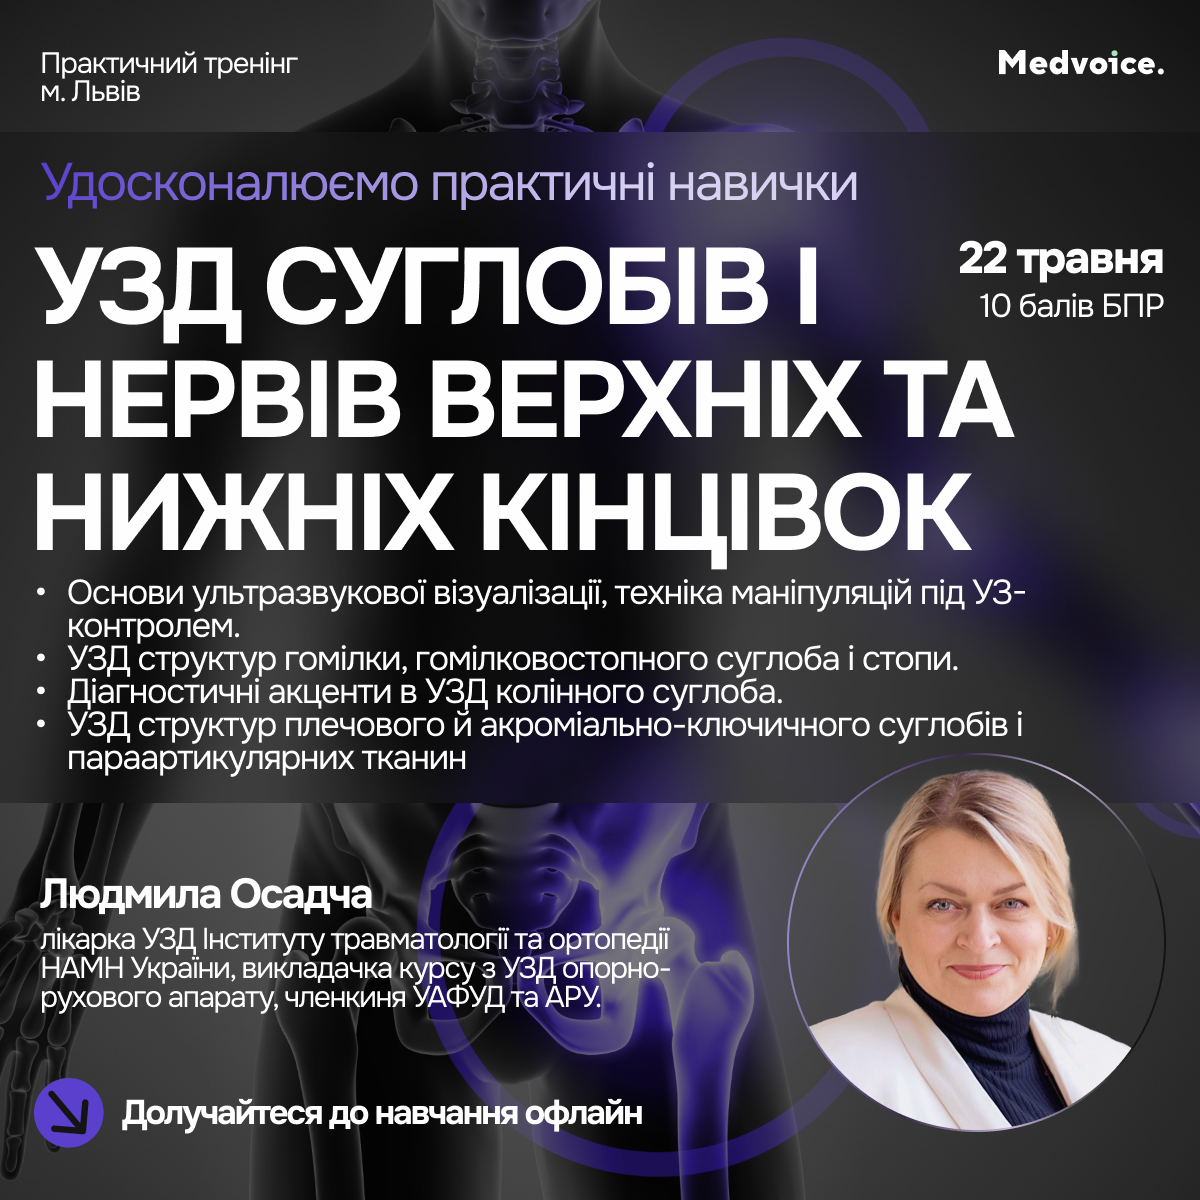 Практичний тренінг
м. Львів
Medvoice.
Удосконалюємо практичні навички
УЗД СУГЛОБІВ І
НЕРВІВ ВЕРХНІХ ТА
НИЖНІХ КІНЦІВОК
22 травня
10 балів БПР
• Основи ультразвукової візуалізації, техніка маніпуляцій під УЗ-
контролем.
• УЗД структур гомілки, гомілковостопного суглоба і стопи.
• Діагностичні акценти в УЗД колінного суглоба.
• УЗД структур плечового й акроміально-ключичного суглобів і
параартикулярних тканин
Людмила Осадча
лікарка УЗД Інституту травматології та ортопедії
НАМН України, викладачка курсу з УЗД опорно-
рухового апарату, членкиня УАФУД та АРУ.
Долучайтеся до навчання офлайн